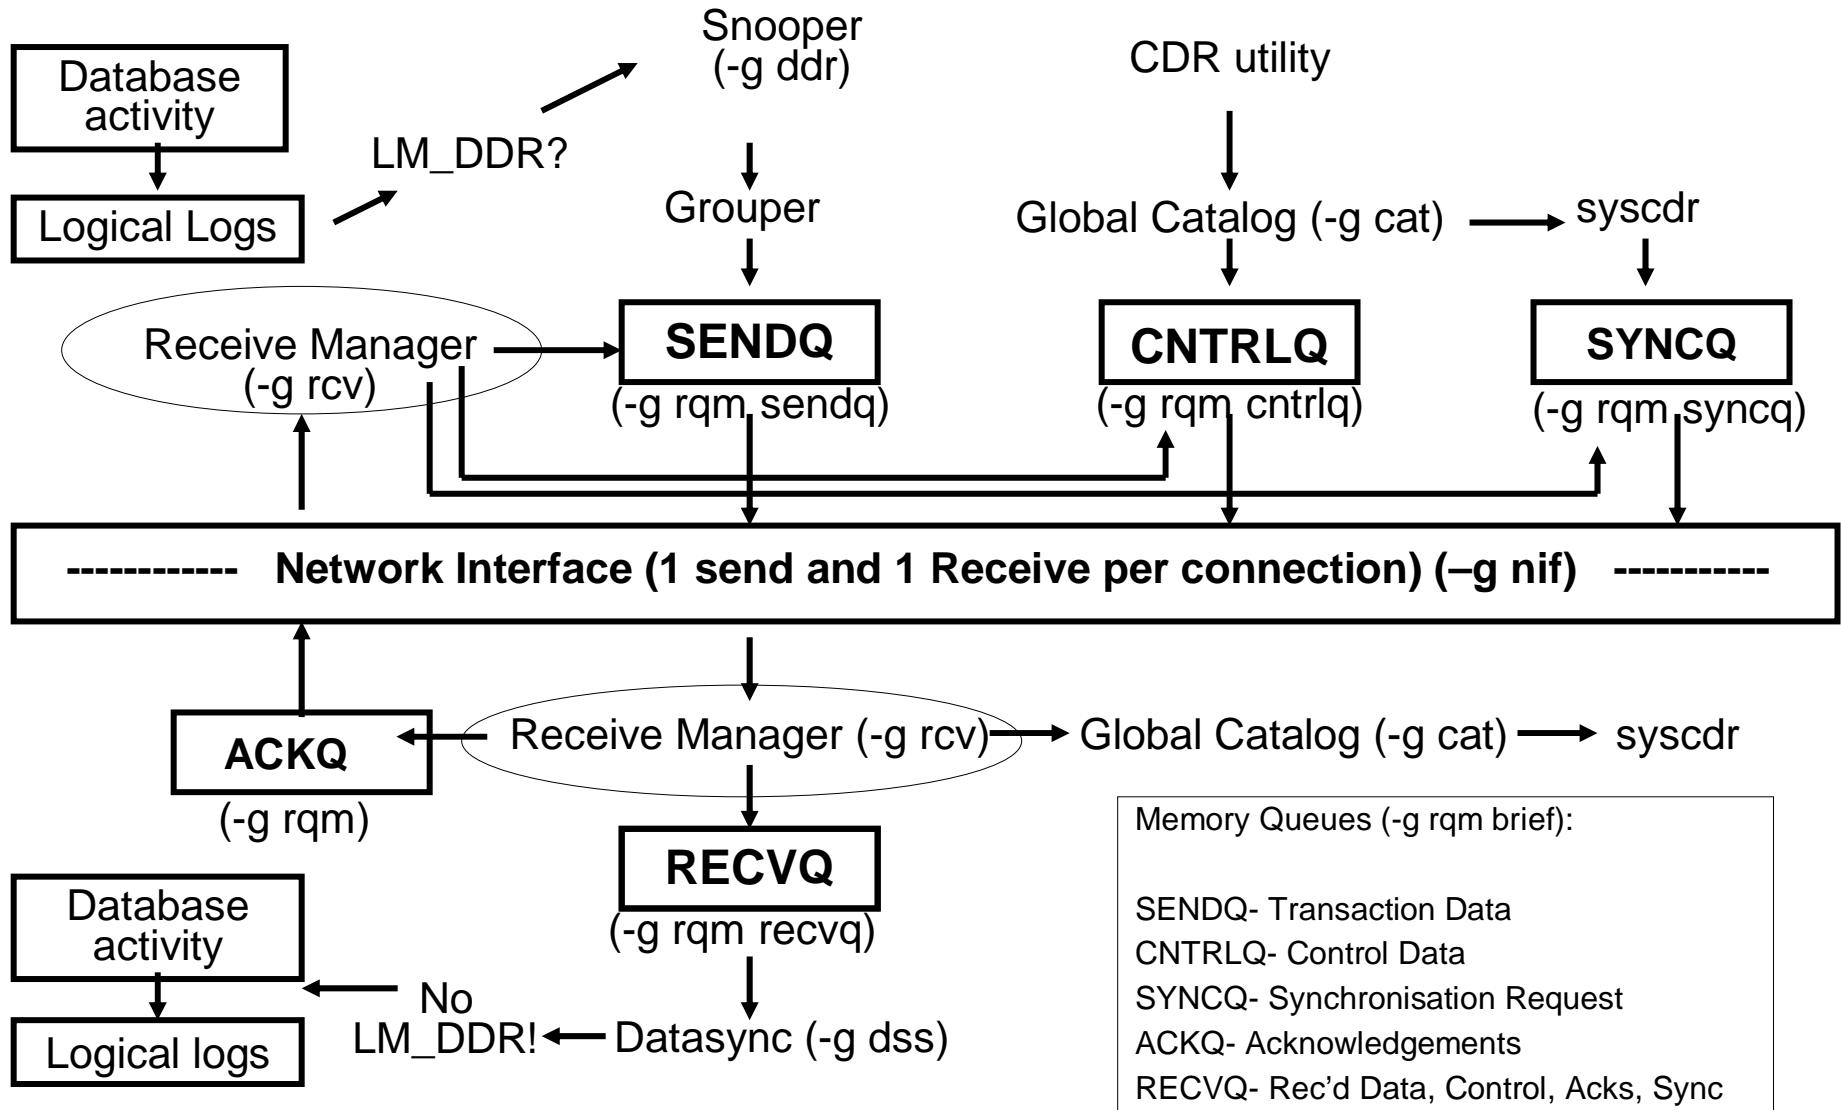 Snooper
(-g ddr)
CDR utility
Database
activity
LM_DDR?
Grouper
Global Catalog (-g cat)
syscdr
Logical Logs
Receive Manager
(-g rcv)
SENDQ
(-g rqm sendq)
CNTRLQ
(-g rqm cntrlq)
SYNCQ
(-g rqm syncq)
------------ Network Interface (1 send and 1 Receive per connection) (–g nif) -----------
ACKQ
(-g rqm)
Receive Manager (-g rcv)
Global Catalog (-g cat)
syscdr
RECVQ
(-g rqm recvq)
Database
activity
Logical logs
No
LM_DDR!
Datasync (-g dss)
Memory Queues (-g rqm brief):
SENDQ- Transaction Data
CNTRLQ- Control Data
SYNCQ- Synchronisation Request
ACKQ- Acknowledgements
RECVQ- Rec’d Data, Control, Acks, Sync